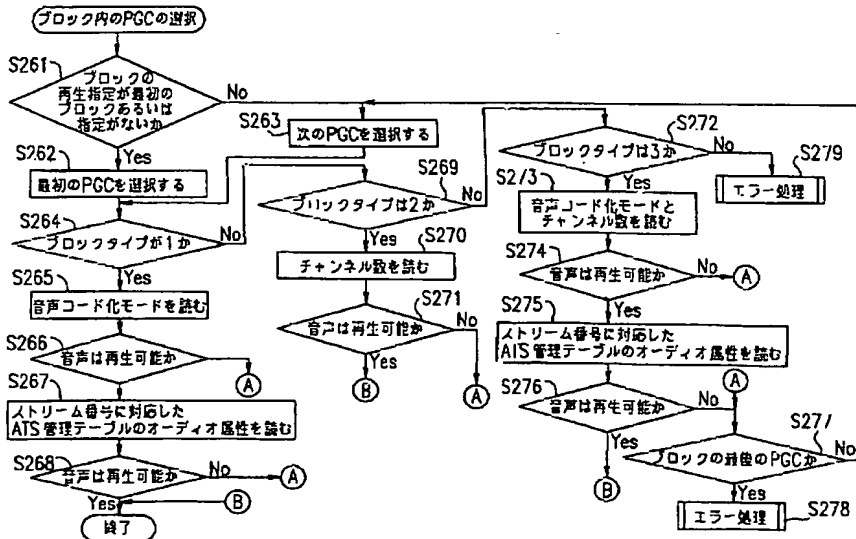 ブロック内のPGCの選択
S261
ブロックの
再生指定が最初の
ブロックあるいは
指定がないか
No
Yes
S262
最初のPGCを選択する
S263
次のPGCを選択する
S264
ブロックタイプが1か
No
Yes
S265
音声コード化モードを読む
S266
音声は再生可能か
A
S267
ストリーム番号に対応した
ATS管理テーブルのオーディオ属性を読む
S268
音声は再生可能か
No
A
Yes
B
終了
S269
ブロックタイプは2か
No
Yes
S270
チャンネル数を読む
S271
音声は再生可能か
No
Yes
B
A
S272
ブロックタイプは3か
No
Yes
S279
エラー処理
S273
音声コード化モードと
チャンネル数を読む
S274
音声は再生可能か
No
A
Yes
S275
ストリーム番号に対応した
ATS管理テーブルのオーディオ属性を読む
S276
音声は再生可能か
No
A
Yes
B
S277
ブロックの最後のPGCか
No
Yes
エラー処理
S278